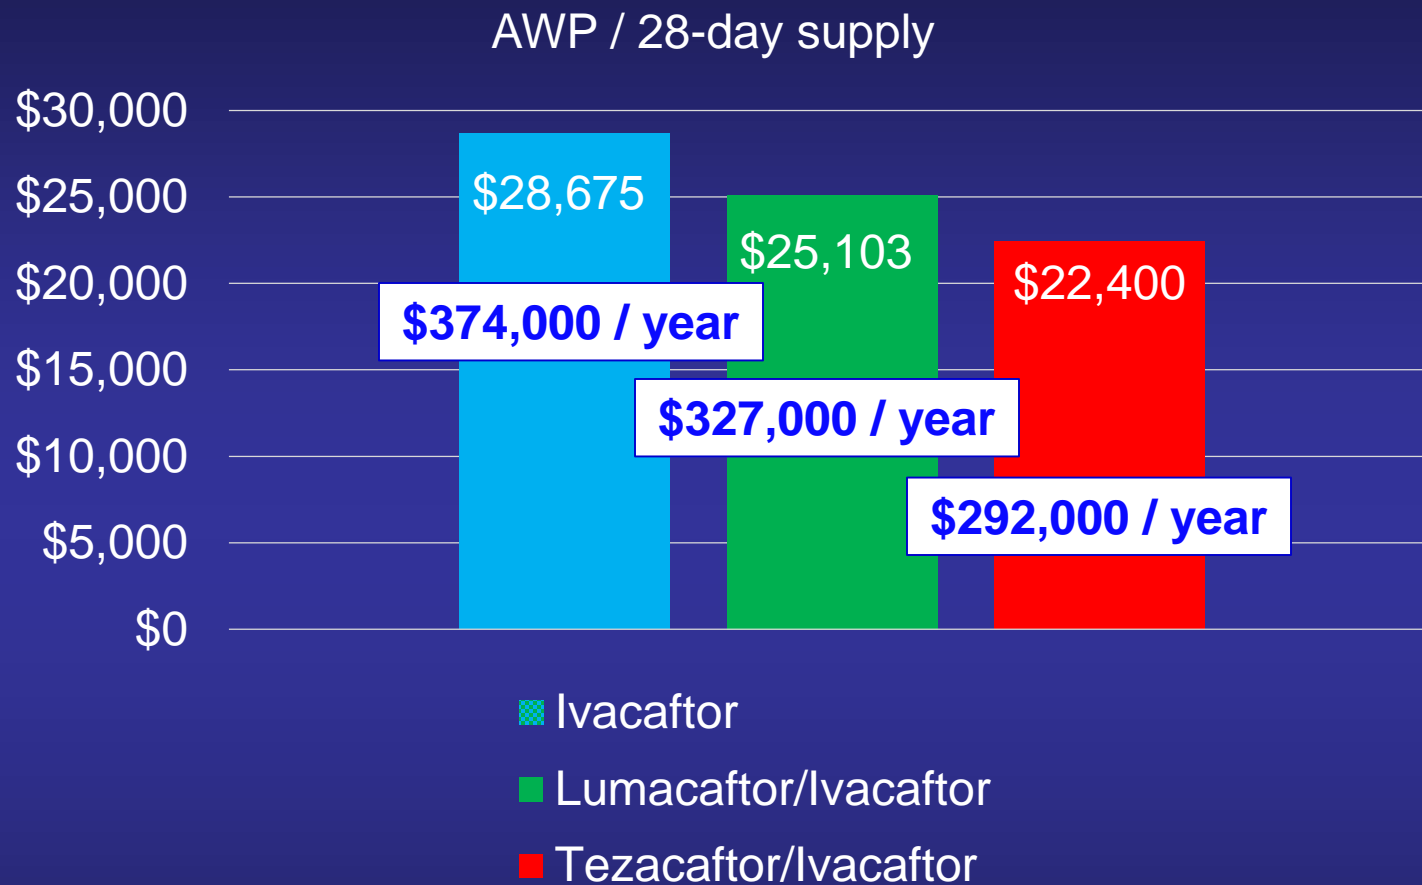 AWP / 28-day supply
$30,000
$25,000
$20,000
$15,000
$10,000
$5,000
$0
$28,675
$25,103
$22,400
$374,000 / year
$327,000 / year
$292,000 / year
Ivacaftor
Lumacaftor/Ivacaftor
Tezacaftor/Ivacaftor